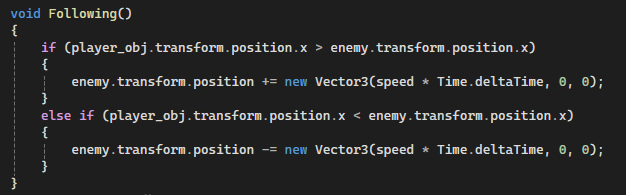 void Following()
{
    if (player_obj.transform.position.x > enemy.transform.position.x)
    {
        enemy.transform.position += new Vector3(speed * Time.deltaTime, 0, 0);
    }
    else if (player_obj.transform.position.x < enemy.transform.position.x)
    {
        enemy.transform.position -= new Vector3(speed * Time.deltaTime, 0, 0);
    }
}